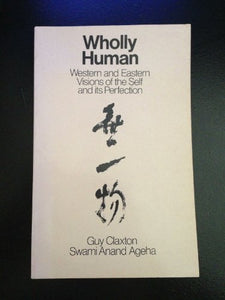 Wholly
Human
Western and Eastern
Visions of the Self
and its Perfection
無
一
物
Guy Claxton
Swami Anand Ageha